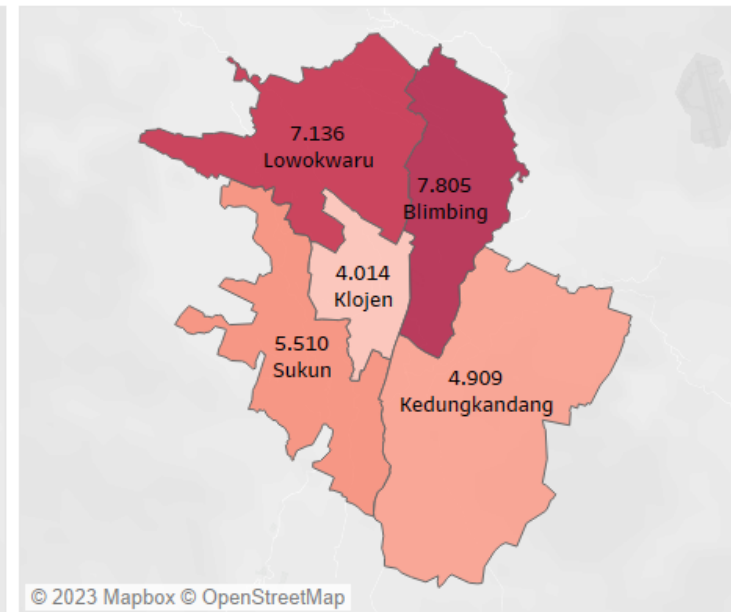 7.136
Lowokwaru
7.805
Blimbing
4.014
Klojen
5.510
Sukun
4.909
Kedungkandang
© 2023 Mapbox © OpenStreetMap